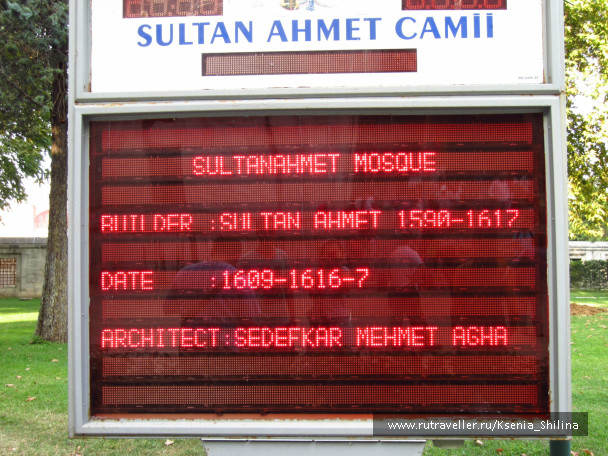 SULTAN AHMET CAMİİ
SULTANAHMET MOSQUE
BUILDER :SULTAN AHMET 1590-1617
DATE :1609-1616-7
ARCHITECT:SEDEFKAR MEHMET AGHA
www.rutraveller.ru/Ksenia_Shilina